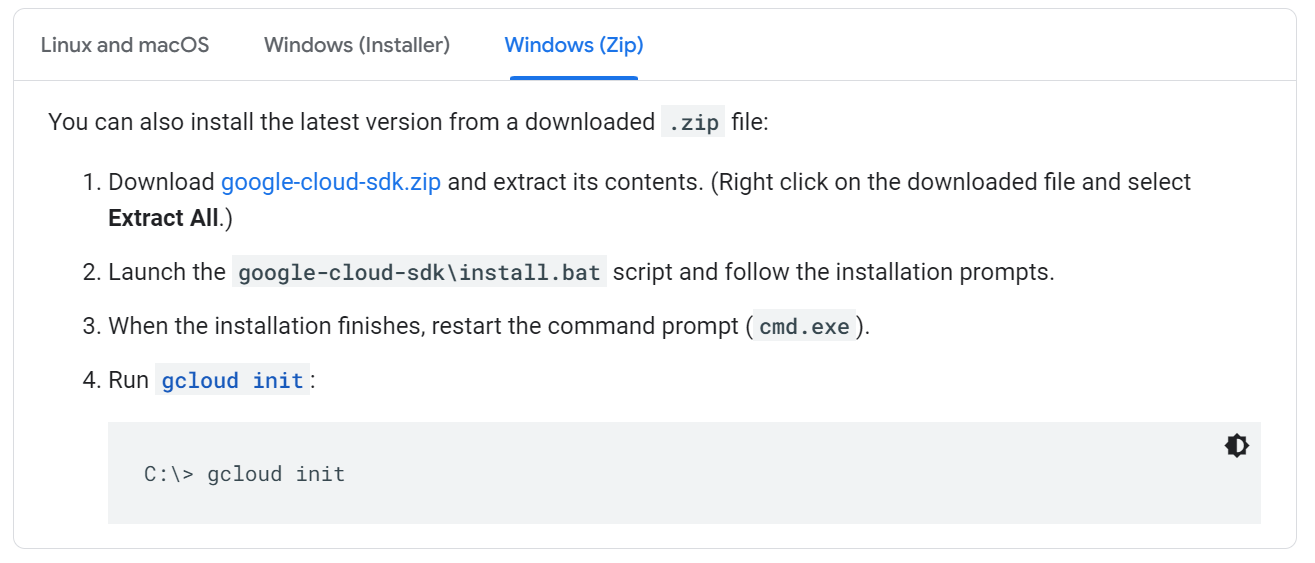 Linux and macOS Windows (Installer) Windows (Zip)
You can also install the latest version from a downloaded .zip file:
1. Download google-cloud-sdk.zip and extract its contents. (Right click on the downloaded file and select
Extract All.)
2. Launch the google-cloud-sdk\install.bat script and follow the installation prompts.
3. When the installation finishes, restart the command prompt (cmd.exe).
4. Run gcloud init:
C:\> gcloud init